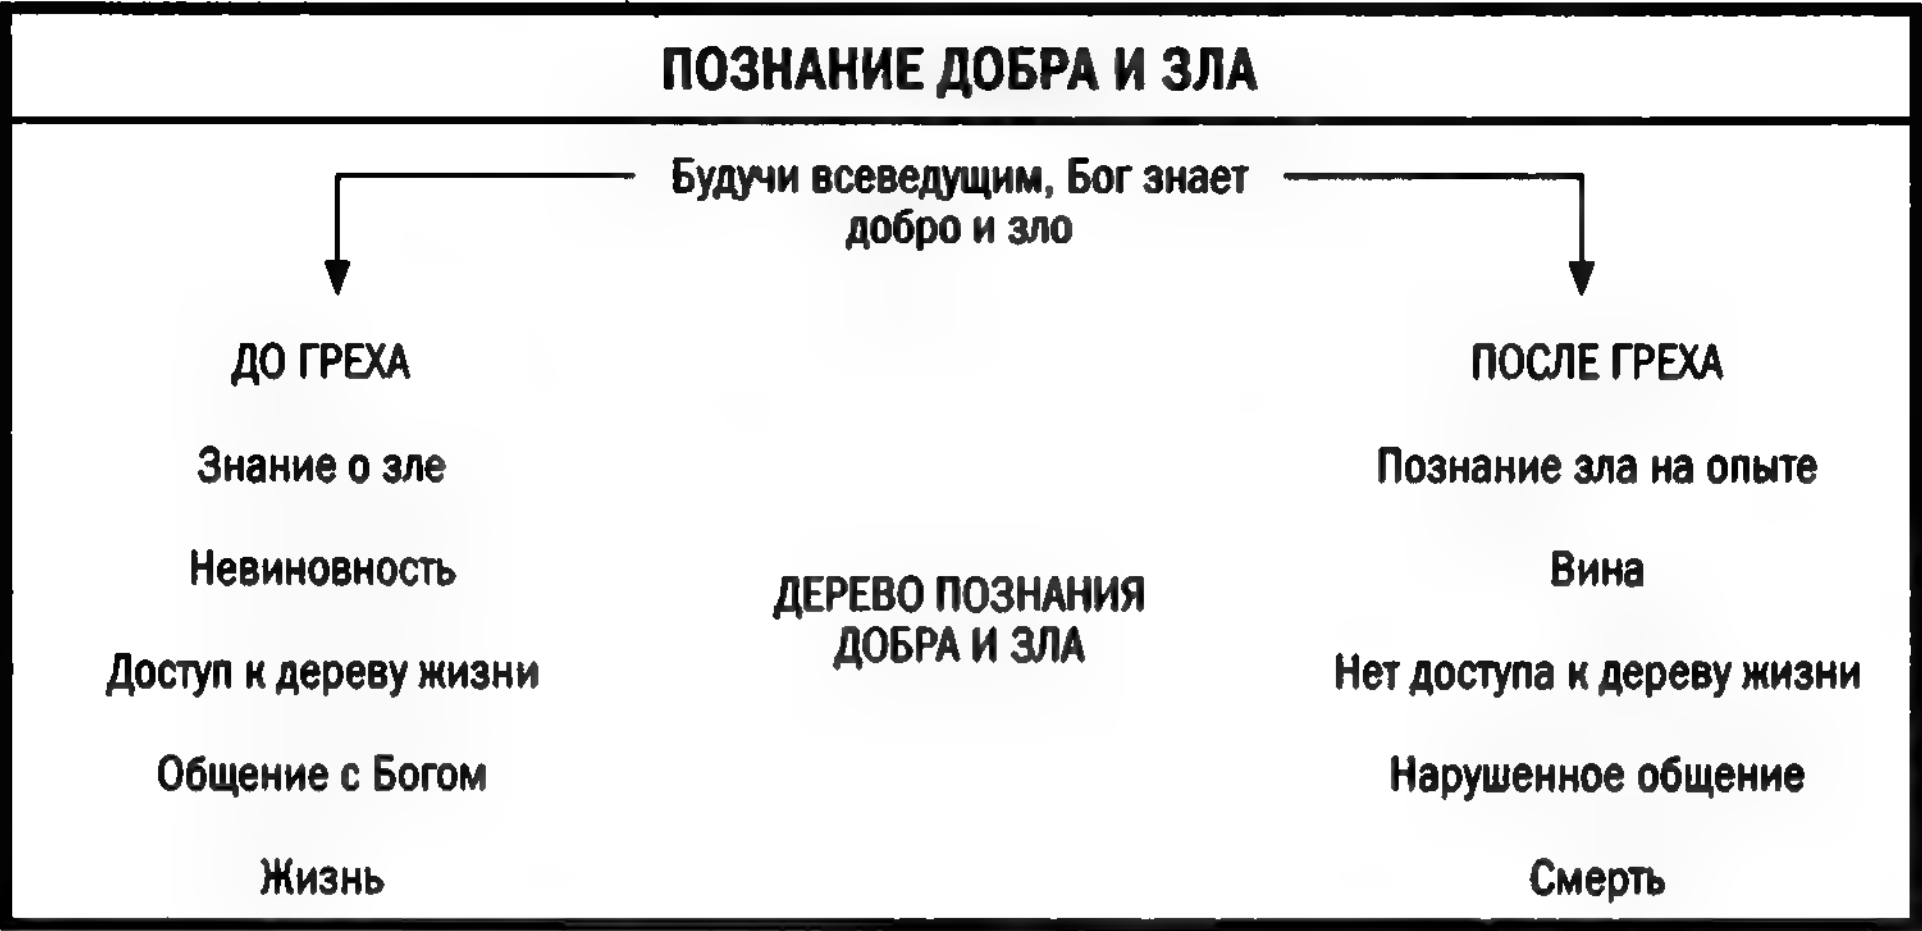 ПОЗНАНИЕ ДОБРА И ЗЛА
Будучи всеведущим, Бог знает
добро и зло
ДО ГРЕХА
Знание о зле
Невиновность
Доступ к дереву жизни
Общение с Богом
Жизнь
ДЕРЕВО ПОЗНАНИЯ
ДОБРА И ЗЛА
ПОСЛЕ ГРЕХА
Познание зла на опыте
Вина
Нет доступа к дереву жизни
Нарушенное общение
Смерть